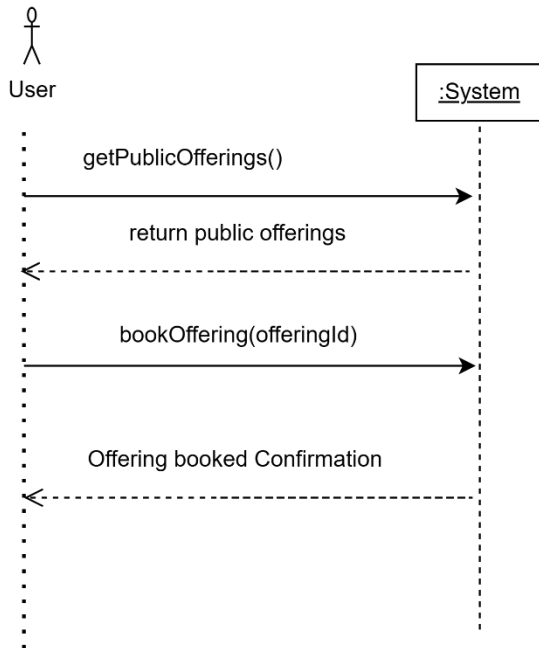 User
:System
getPublicOfferings()
return public offerings
bookOffering(offeringId)
Offering booked Confirmation